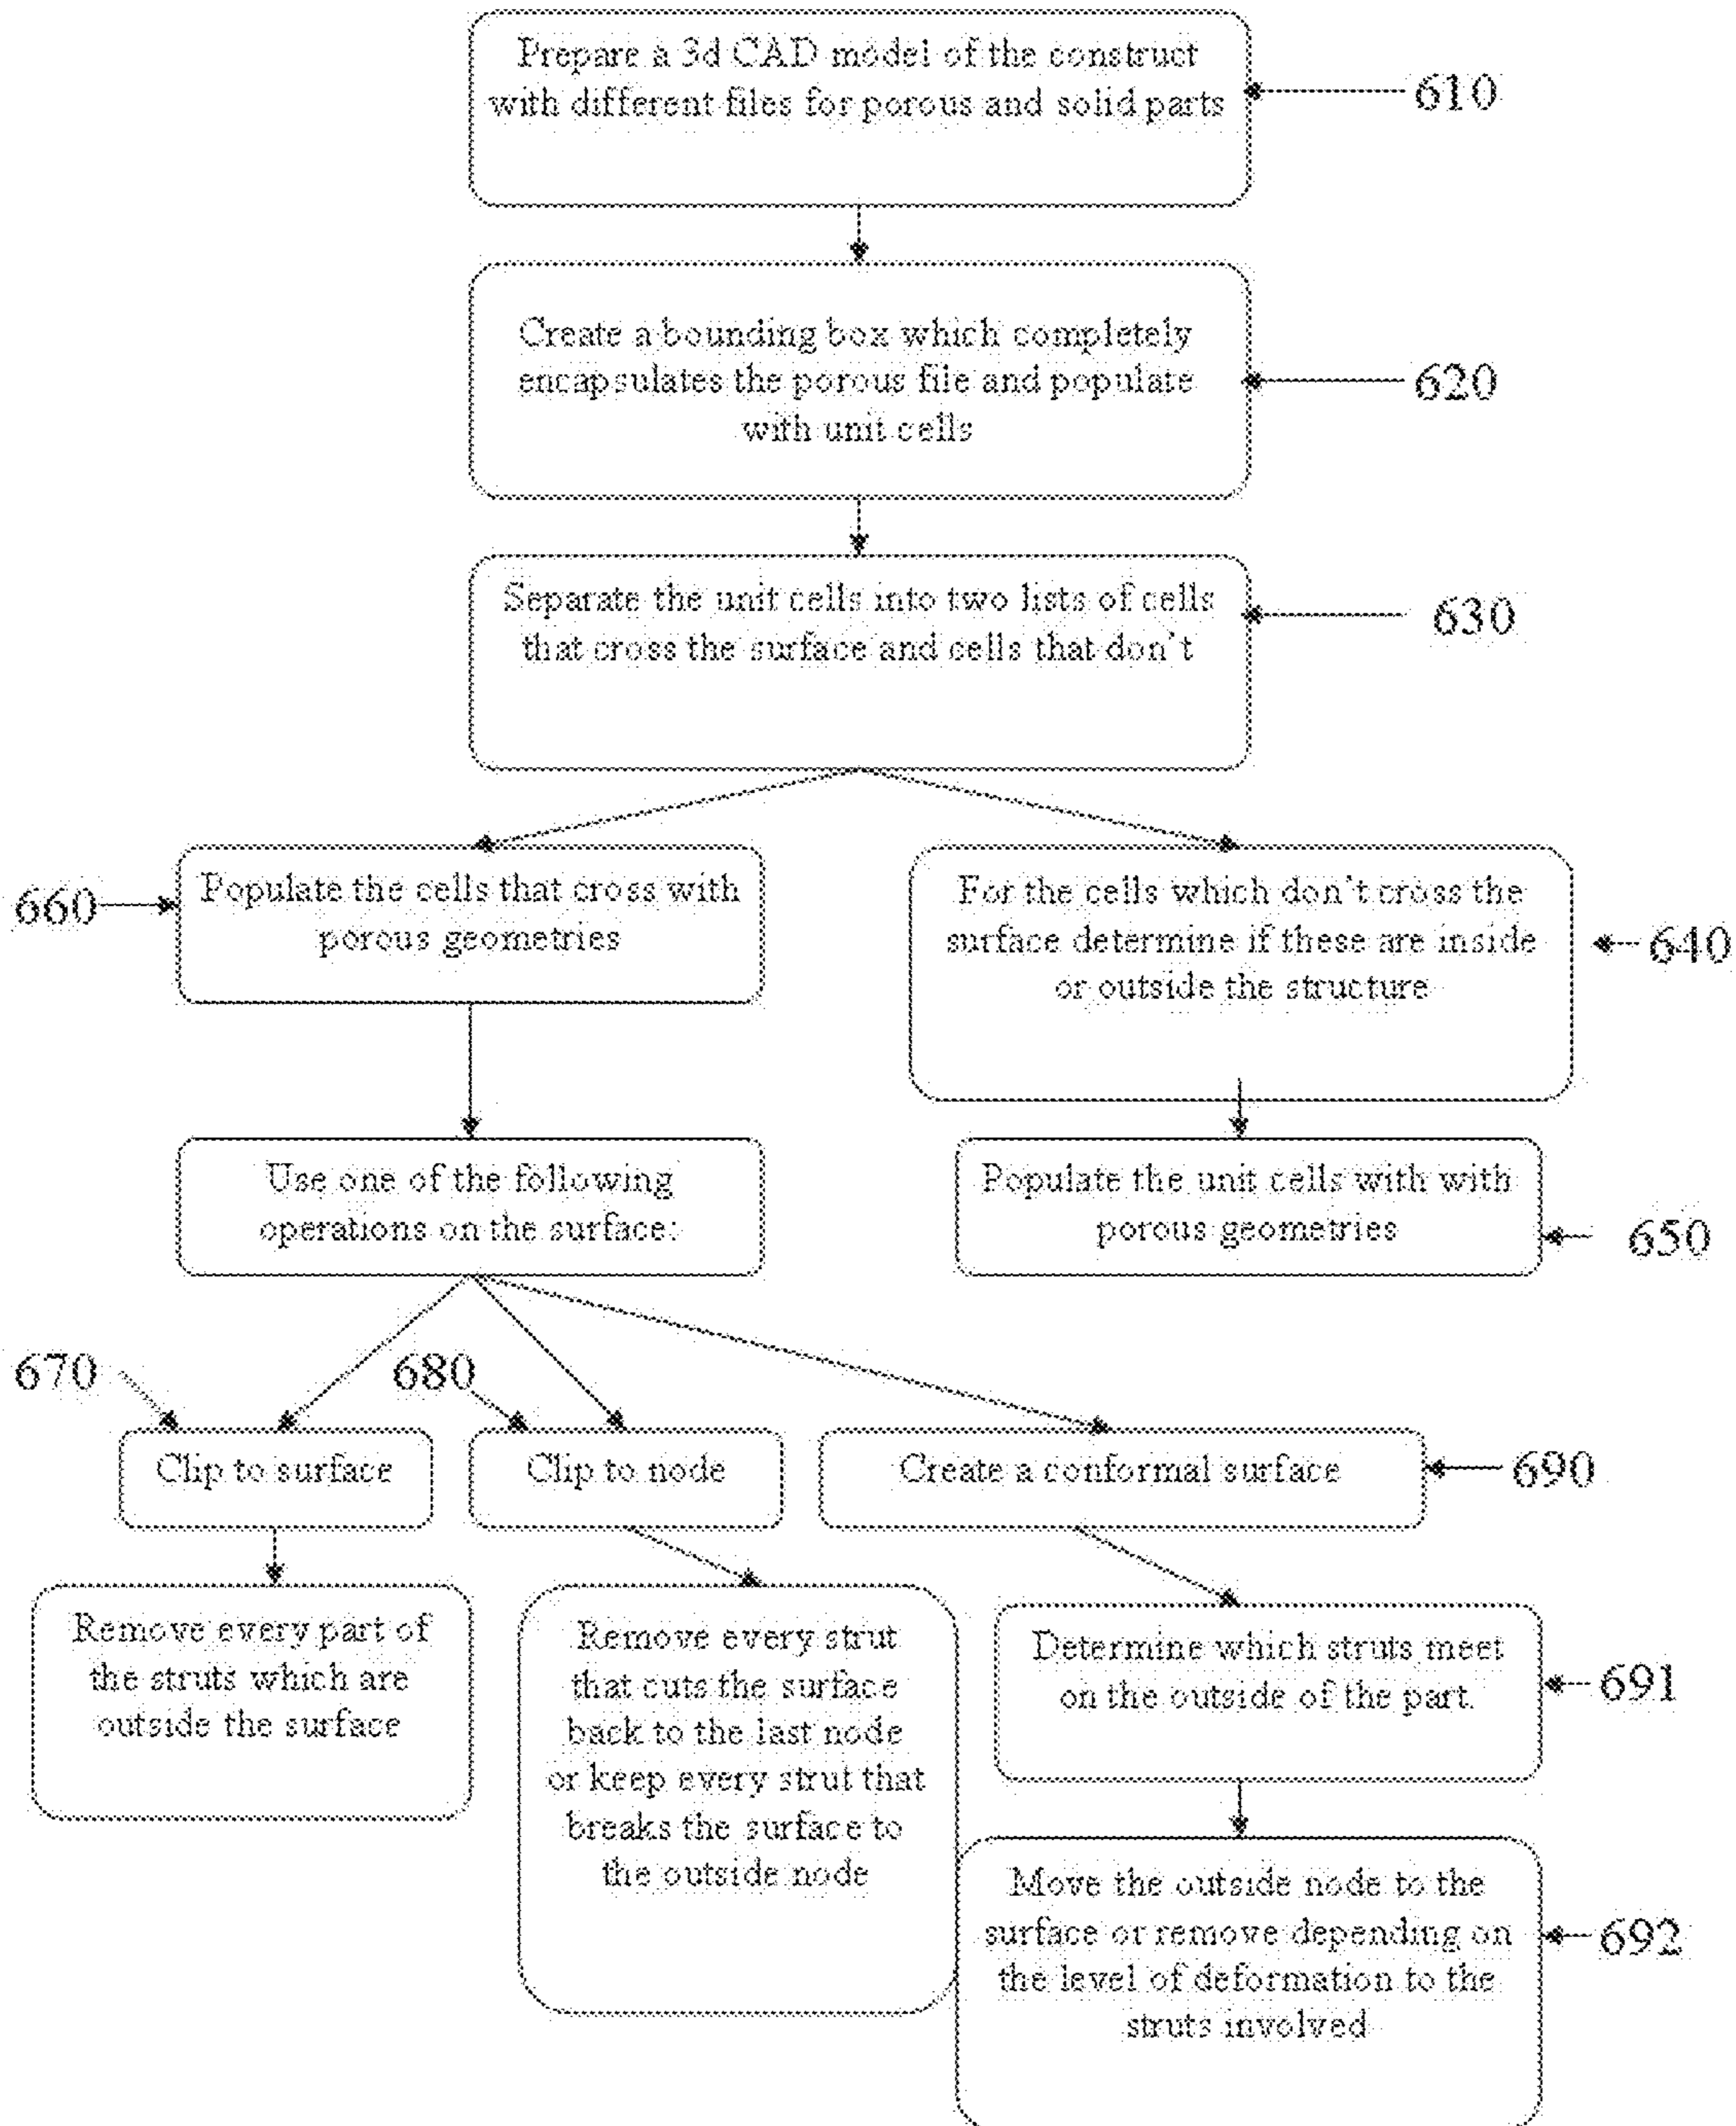 Prepare a 3d CAD model of the construct
with different files for porous and solid parts
610
Create a bounding box which completely
encapsulates the porous file and populate
with unit cells
620
Separate the unit cells into two lists of cells
that cross the surface and cells that don't
630
660
Populate the cells that cross with
porous geometries
For the cells which don't cross the
surface determine if these are inside
or outside the structure
640
Use one of the following
operations on the surface:
Populate the unit cells with with
porous geometries
650
670
680
Clip to surface
Clip to node
Create a conformal surface
690
Remove every part of
the struts which are
outside the surface
Remove every strut
that cuts the surface
back to the last node
or keep every strut that
breaks the surface to
the outside node
Determine which struts meet
on the outside of the part.
691
Move the outside node to the
surface or remove depending on
the level of deformation to the
struts involved
692